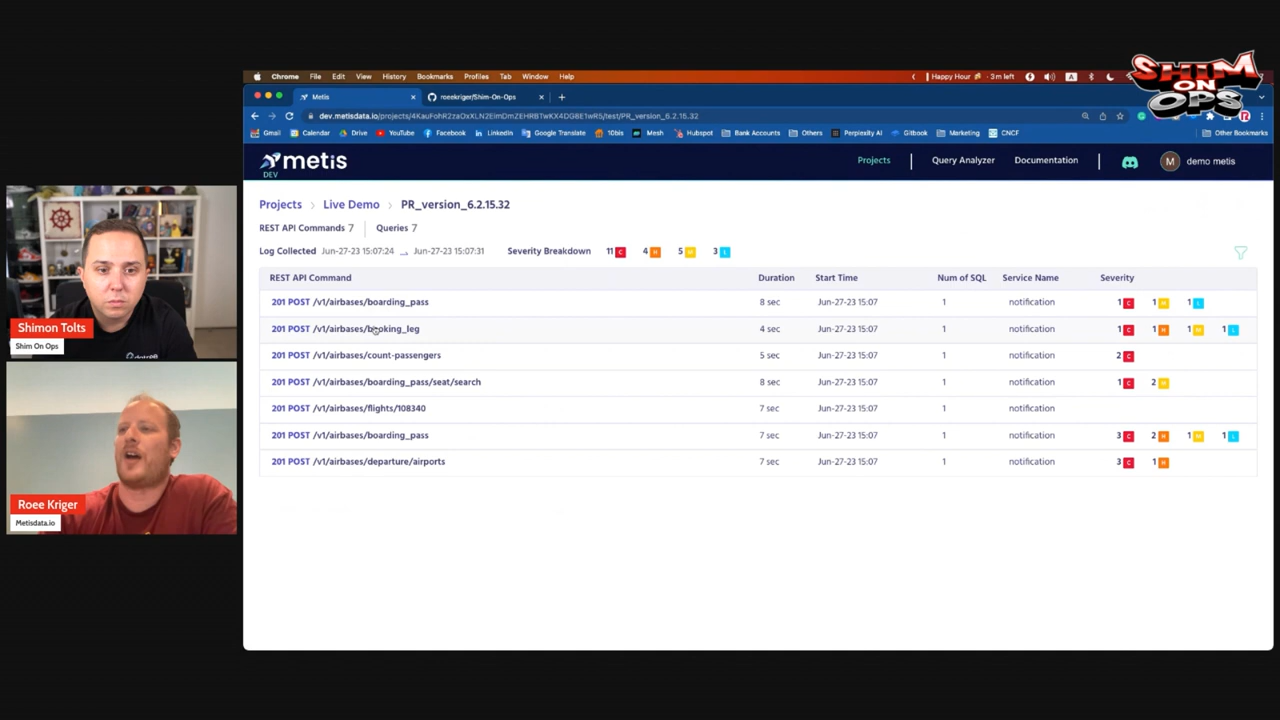 SHIM
ON
OPS
Chrome File Edit View History Bookmarks Profiles Tab Window Help
Happy Hour · 3 m left
A
Metis
roeekriger/Shim-On-Ops
Gmail Calendar Drive YouTube Facebook LinkedIn Google Translate 10bis Mesh Hubspot Bank Accounts Others Perplexity AI Gitbook Marketing CNCF Other Bookmarks
metis
DEV
Projects Query Analyzer Documentation M demo metis
Projects > Live Demo > PR_version_6.2.15.32
REST API Commands 7 Queries 7
Log Collected Jun-27-23 15:07:24 Jun-27-23 15:07:31 Severity Breakdown 11 C 4 H 5 M 3 L
REST API Command Duration Start Time Num of SQL Service Name Severity
201 POST /v1/airbases/boarding_pass 8 sec Jun-27-23 15:07 1 notification 1 C 1 M 1 L
201 POST /v1/airbases/booking_leg 4 sec Jun-27-23 15:07 1 notification 1 C 1 H 1 M 1 L
201 POST /v1/airbases/count-passengers 5 sec Jun-27-23 15:07 1 notification 2 C
201 POST /v1/airbases/boarding_pass/seat/search 8 sec Jun-27-23 15:07 1 notification 1 C 2 M
201 POST /v1/airbases/flights/108340 7 sec Jun-27-23 15:07 1 notification
201 POST /v1/airbases/boarding_pass 7 sec Jun-27-23 15:07 1 notification 3 C 2 H 1 M 1 L
201 POST /v1/airbases/departure/airports 7 sec Jun-27-23 15:07 1 notification 3 C 1 H
Shimon Tolts
Shim On Ops
Roee Kriger
Metisdata.io